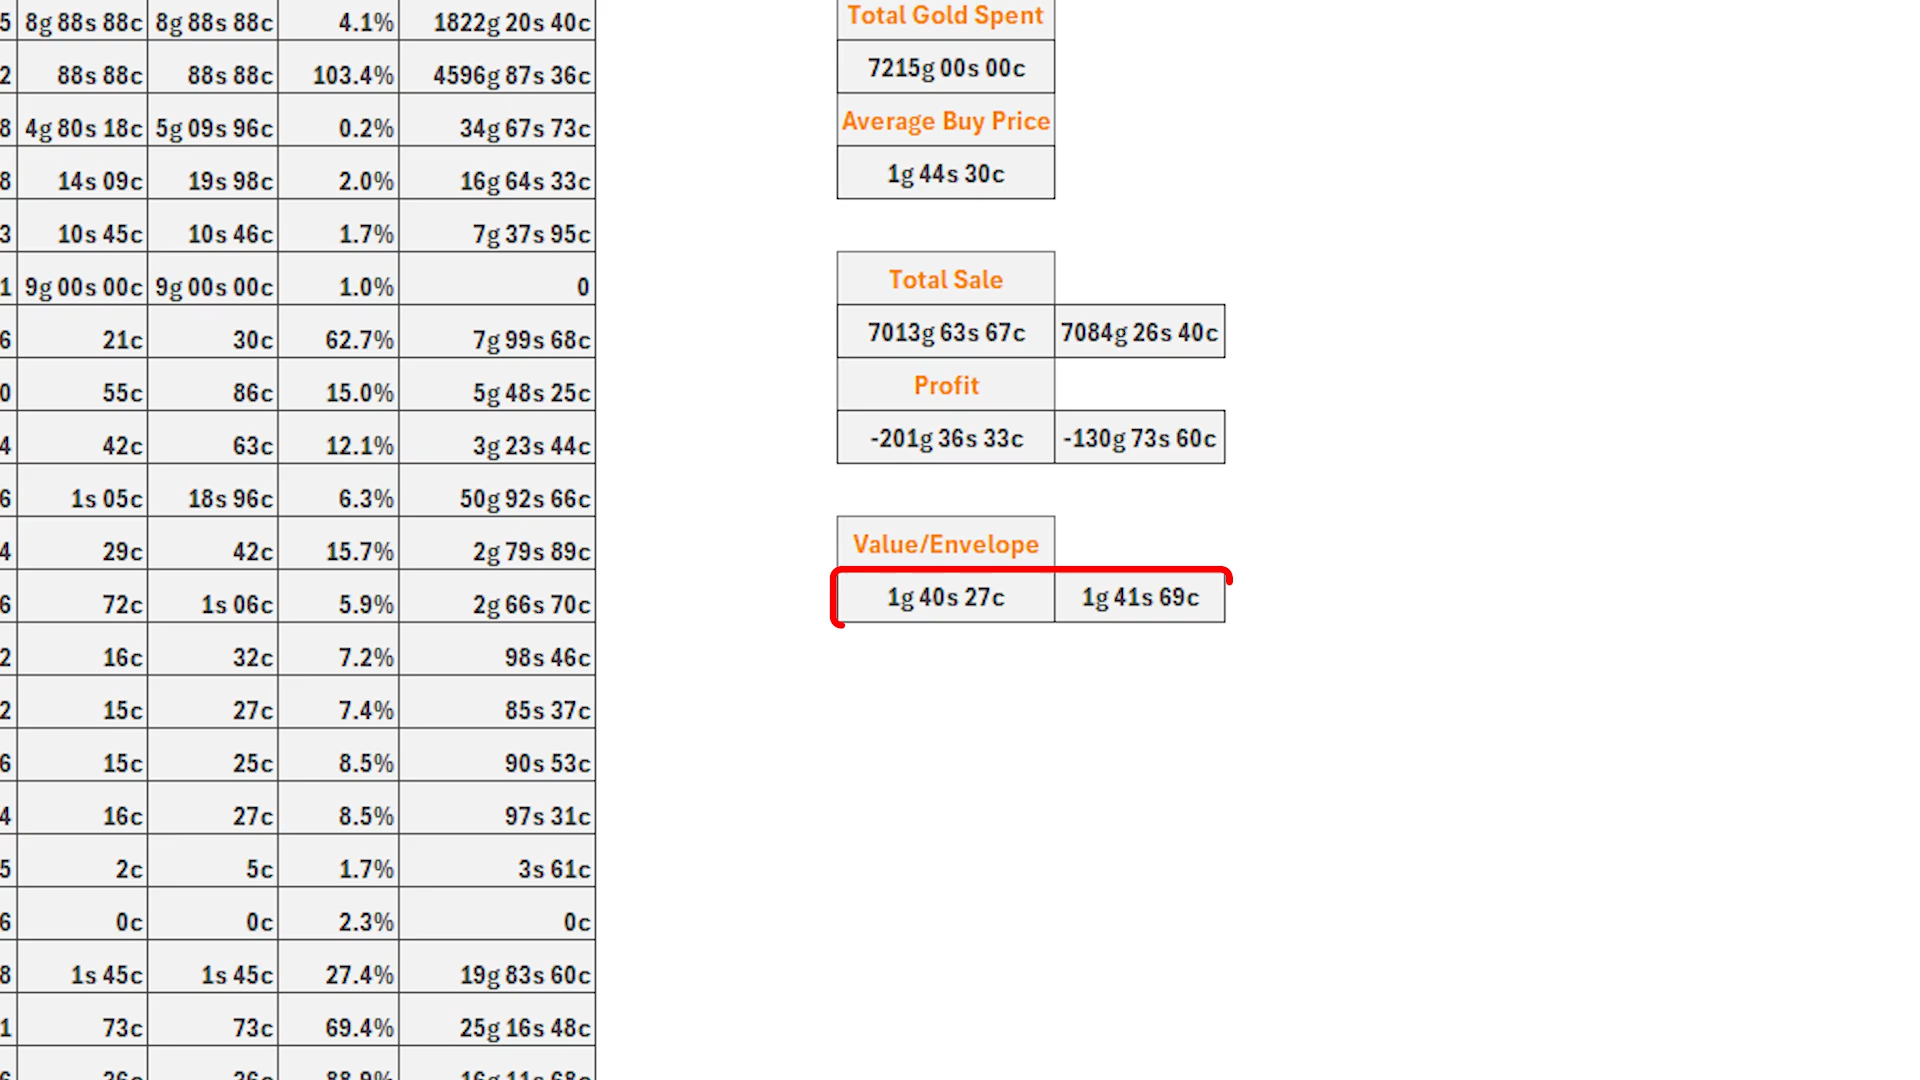 5 8g 88s 88c 8g 88s 88c 4.1% 1822g 20s 40c
2 88s 88c 88s 88c 103.4% 4596g 87s 36c
8 4g 80s 18c 5g 09s 96c 0.2% 34g 67s 73c
8 14s 09c 19s 98c 2.0% 16g 64s 33c
3 10s 45c 10s 46c 1.7% 7g 37s 95c
1 9g 00s 00c 9g 00s 00c 1.0% 0
6 21c 30c 62.7% 7g 99s 68c
0 55c 86c 15.0% 5g 48s 25c
4 42c 63c 12.1% 3g 23s 44c
6 1s 05c 18s 96c 6.3% 50g 92s 66c
4 29c 42c 15.7% 2g 79s 89c
6 72c 1s 06c 5.9% 2g 66s 70c
2 16c 32c 7.2% 98s 46c
2 15c 27c 7.4% 85s 37c
6 15c 25c 8.5% 90s 53c
4 16c 27c 8.5% 97s 31c
5 2c 5c 1.7% 3s 61c
6 0c 0c 2.3% 0c
8 1s 45c 1s 45c 27.4% 19g 83s 60c
1 73c 73c 69.4% 25g 16s 48c
Total Gold Spent
7215g 00s 00c
Average Buy Price
1g 44s 30c
Total Sale
7013g 63s 67c 7084g 26s 40c
Profit
-201g 36s 33c -130g 73s 60c
Value/Envelope
1g 40s 27c 1g 41s 69c